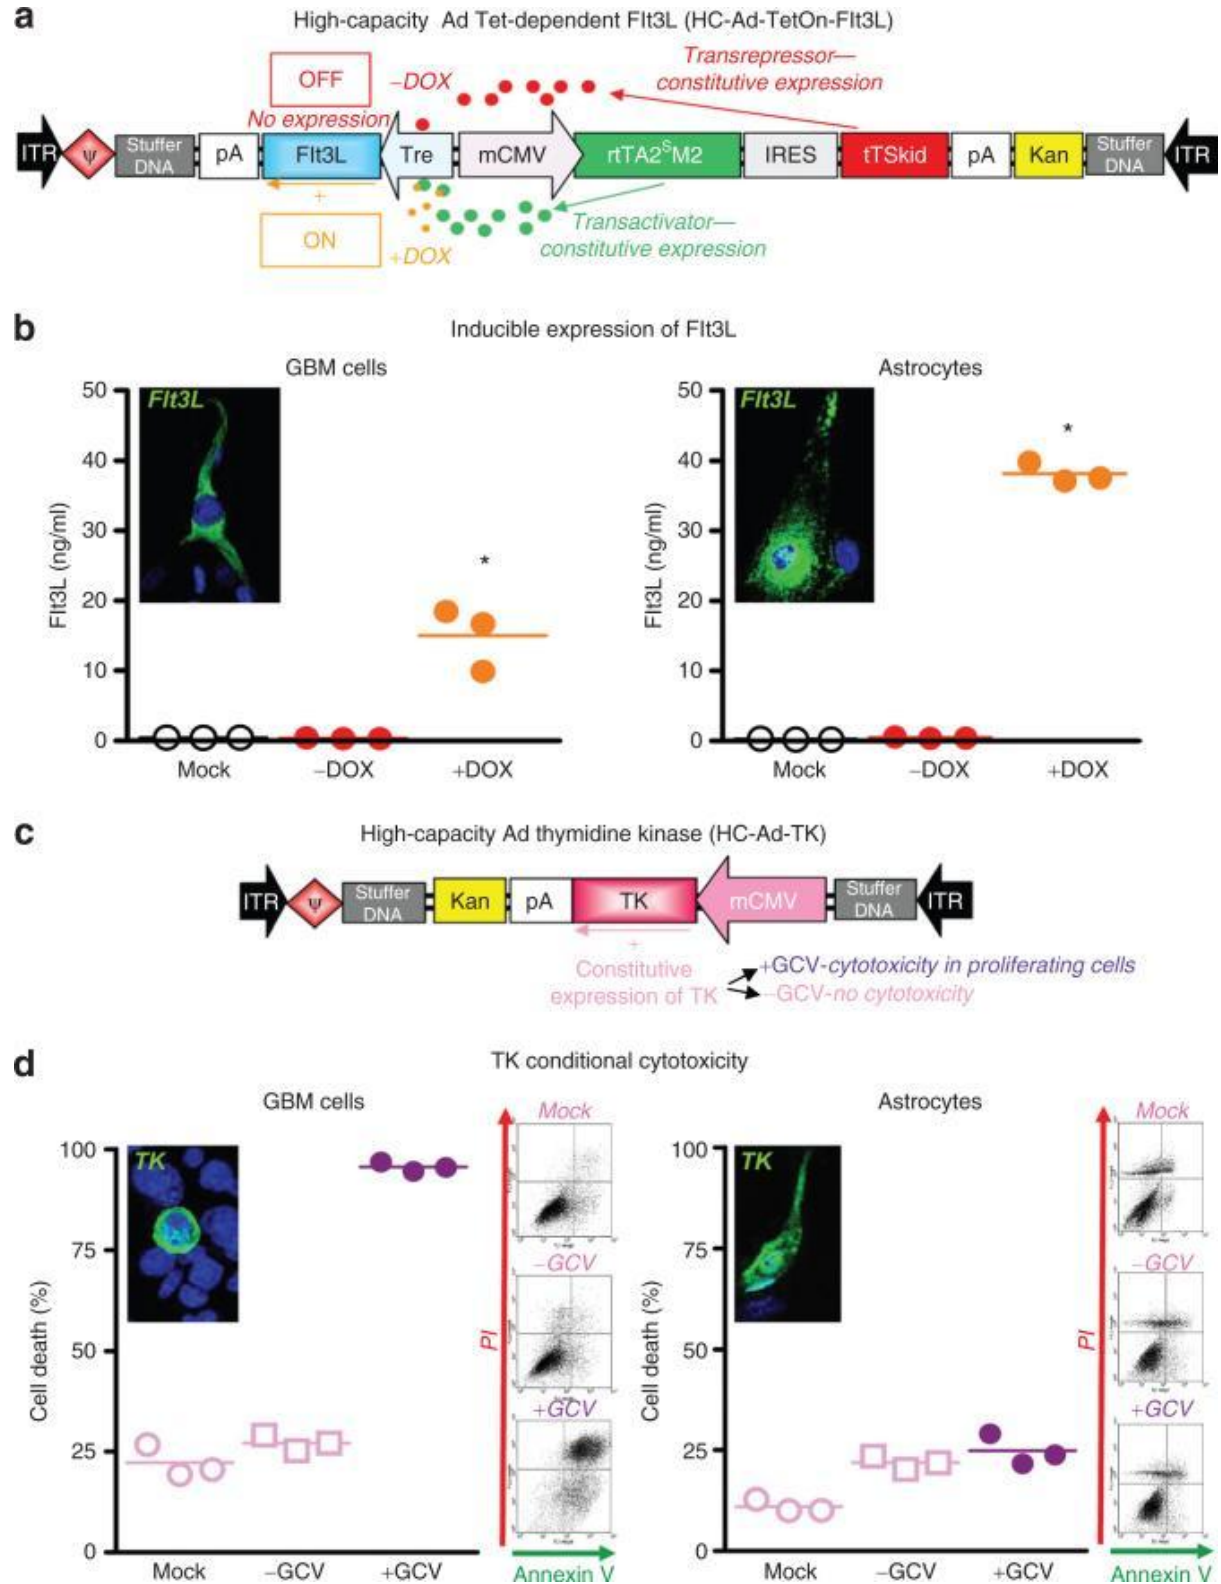 a
High-capacity Ad Tet-dependent Flt3L (HC-Ad-TetOn-Flt3L)
OFF
−DOX
Transrepressor—
constitutive expression
No expression
ITR ψ Stuffer DNA pA Flt3L Tre mCMV rtTA2SM2 IRES tTSkid pA Kan Stuffer DNA ITR
+
ON
+DOX
Transactivator—
constitutive expression
b
Inducible expression of Flt3L
GBM cells
Flt3L
Flt3L (ng/ml)
50
40
30
20
10
0
*
Mock −DOX +DOX
Astrocytes
Flt3L
Flt3L (ng/ml)
50
40
30
20
10
0
*
Mock −DOX +DOX
c
High-capacity Ad thymidine kinase (HC-Ad-TK)
ITR ψ Stuffer DNA Kan pA TK mCMV Stuffer DNA ITR
+
Constitutive
expression of TK
+GCV-cytotoxicity in proliferating cells
−GCV-no cytotoxicity
d
TK conditional cytotoxicity
GBM cells
TK
Cell death (%)
100
75
50
25
0
Mock −GCV +GCV
Mock
−GCV
+GCV
PI
Annexin V
Astrocytes
TK
Cell death (%)
100
75
50
25
0
Mock −GCV +GCV
Mock
−GCV
+GCV
PI
Annexin V